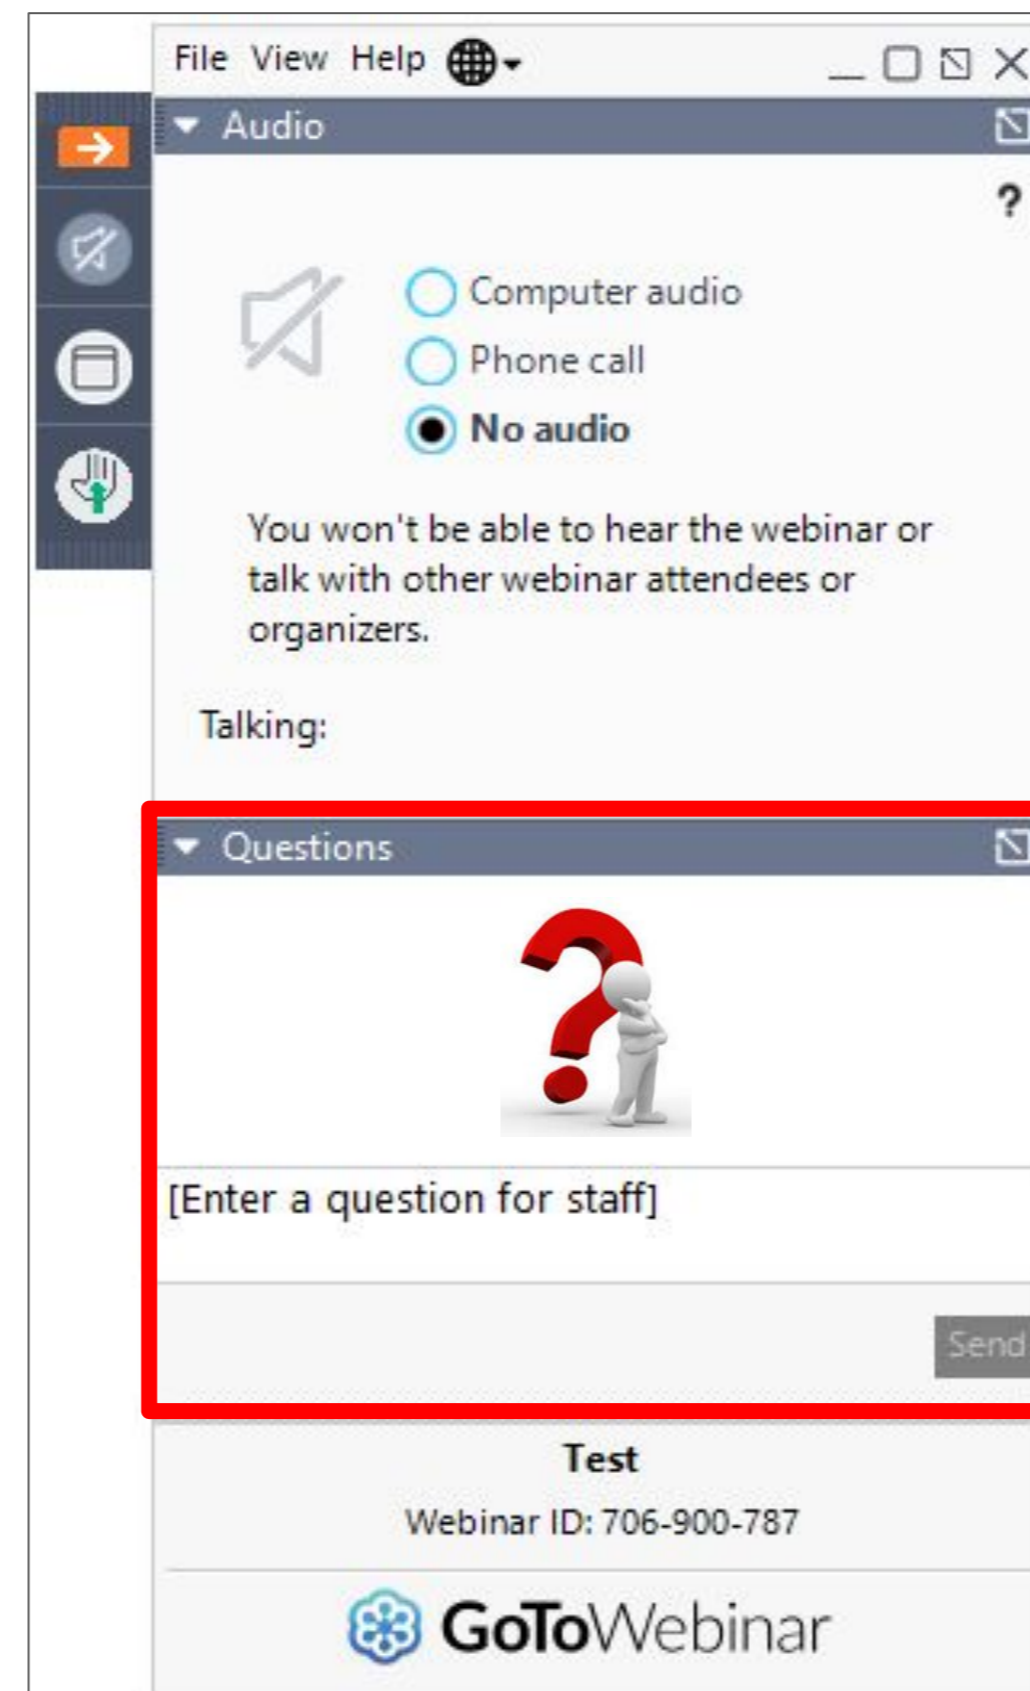 File View Help
Audio
?
Computer audio
Phone call
No audio
You won't be able to hear the webinar or
talk with other webinar attendees or
organizers.
Talking:
Questions
[Enter a question for staff]
Send
Test
Webinar ID: 706-900-787
GoToWebinar